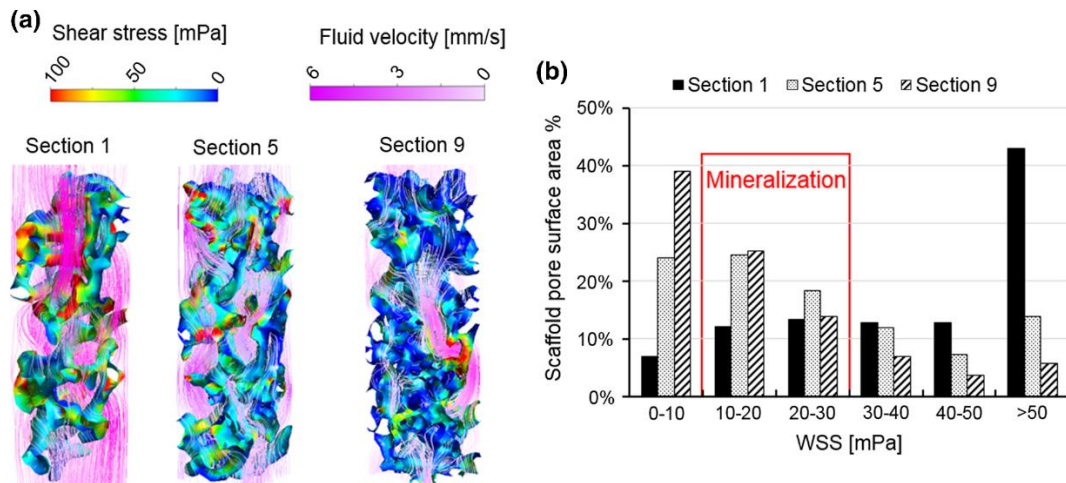 (a)
Shear stress [mPa]
100 50 0
Fluid velocity [mm/s]
6 3 0
Section 1 Section 5 Section 9
(b)
Section 1 Section 5 Section 9
Scaffold pore surface area %
50%
40%
30%
20%
10%
0%
Mineralization
0-10 10-20 20-30 30-40 40-50 >50
WSS [mPa]